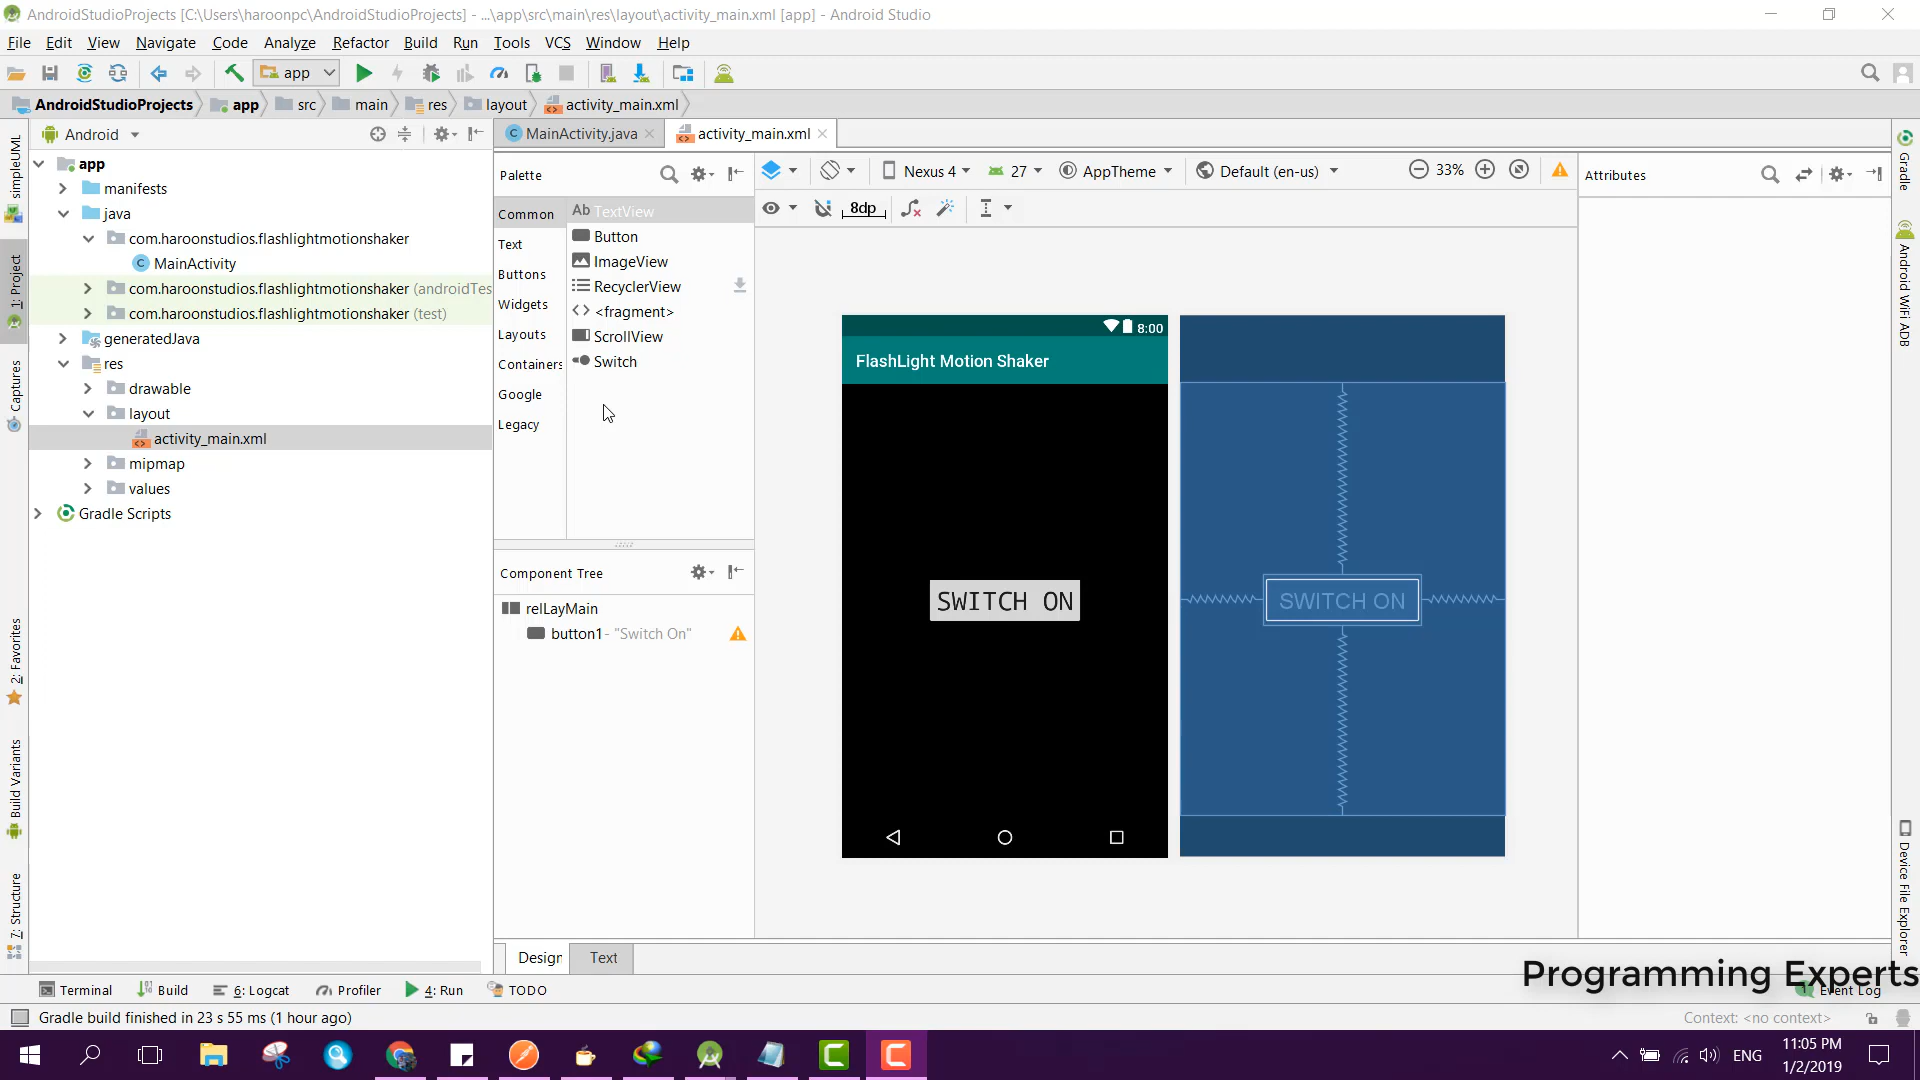 AndroidStudioProjects [C:\Users\haroonpc\AndroidStudioProjects] - ...\app\src\main\res\layout\activity_main.xml [app] - Android Studio
File Edit View Navigate Code Analyze Refactor Build Run Tools VCS Window Help
app
AndroidStudioProjects app src main res layout activity_main.xml
Android
MainActivity.java activity_main.xml
simpleUML
1: Project
Captures
2: Favorites
Build Variants
7: Structure
app
manifests
java
com.haroonstudios.flashlightmotionshaker
MainActivity
com.haroonstudios.flashlightmotionshaker (androidTes
com.haroonstudios.flashlightmotionshaker (test)
generatedJava
res
drawable
layout
activity_main.xml
mipmap
values
Gradle Scripts
Palette
Common
Text
Buttons
Widgets
Layouts
Containers
Google
Legacy
Ab TextView
Button
ImageView
RecyclerView
<fragment>
ScrollView
Switch
Component Tree
relLayMain
button1 - "Switch On"
Nexus 4 27 AppTheme Default (en-us) 33%
8dp
8:00
FlashLight Motion Shaker
SWITCH ON
SWITCH ON
Attributes
Gradle
Android WiFi ADB
Device File Explorer
Design Text
Programming Experts
Terminal Build 6: Logcat Profiler 4: Run TODO
1 Event Log
Gradle build finished in 23 s 55 ms (1 hour ago)
Context: <no context>
ENG
11:05 PM
1/2/2019